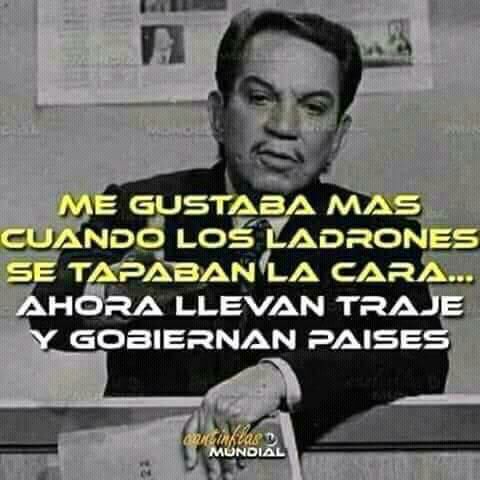 ME GUSTABA MAS
CUANDO LOS LADRONES
SE TAPABAN LA CARA...
AHORA LLEVAN TRAJE
Y GOBIERNAN PAISES
cantinflas
MUNDIAL